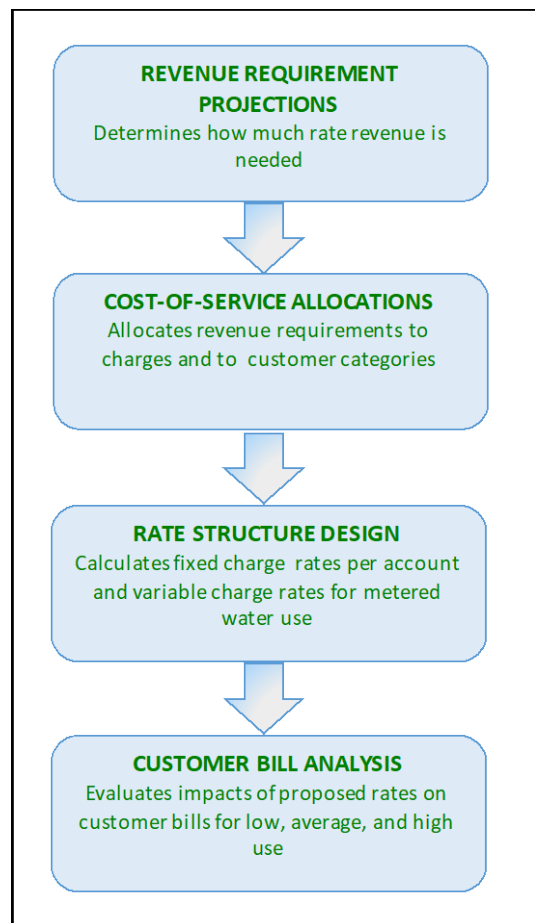 REVENUE REQUIREMENT
PROJECTIONS
Determines how much rate revenue is
needed
COST-OF-SERVICE ALLOCATIONS
Allocates revenue requirements to
charges and to customer categories
RATE STRUCTURE DESIGN
Calculates fixed charge rates per account
and variable charge rates for metered
water use
CUSTOMER BILL ANALYSIS
Evaluates impacts of proposed rates on
customer bills for low, average, and high
use